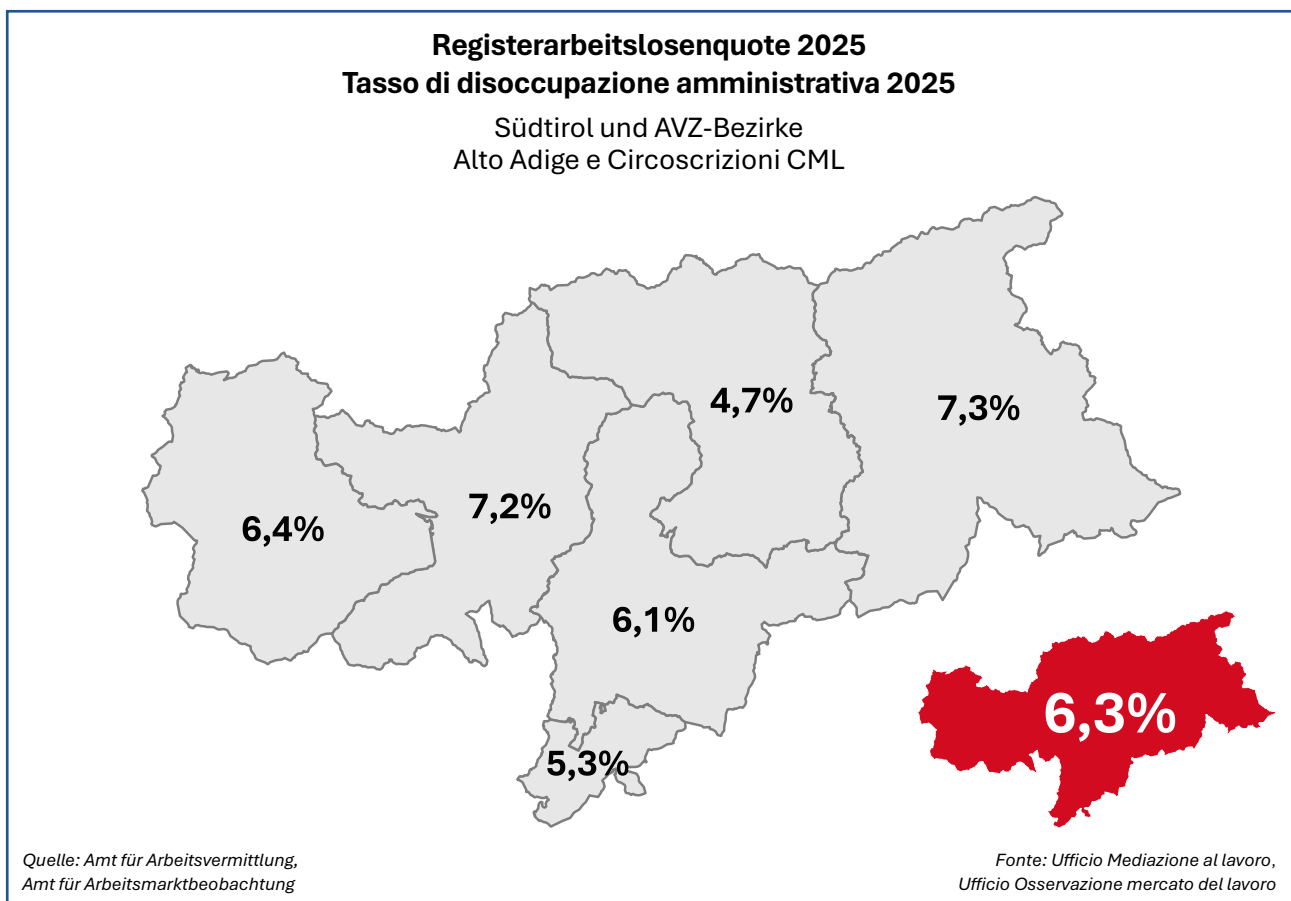 Registerarbeitslosenquote 2025
Tasso di disoccupazione amministrativa 2025
Südtirol und AVZ-Bezirke
Alto Adige e Circoscrizioni CML
4,7%
7,3%
7,2%
6,4%
6,1%
6,3%
5,3%
Quelle: Amt für Arbeitsvermittlung,
Amt für Arbeitsmarktbeobachtung
Fonte: Ufficio Mediazione al lavoro,
Ufficio Osservazione mercato del lavoro